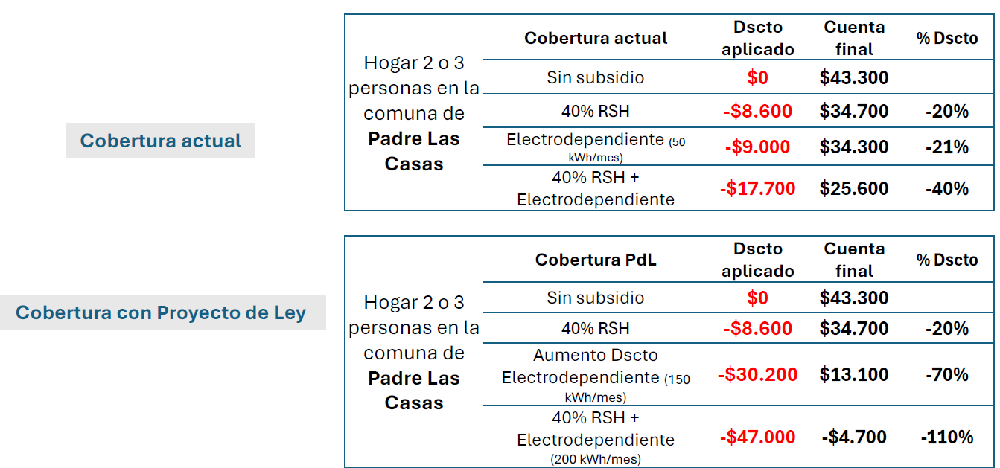 Cobertura actual
Hogar 2 o 3
personas en la
comuna de
Padre Las
Casas
Cobertura actual Dscto aplicado Cuenta final % Dscto
Sin subsidio $0 $43.300
40% RSH -$8.600 $34.700 -20%
Electrodependiente (50 kWh/mes) -$9.000 $34.300 -21%
40% RSH + Electrodependiente -$17.700 $25.600 -40%
Cobertura con Proyecto de Ley
Hogar 2 o 3
personas en la
comuna de
Padre Las
Casas
Cobertura PdL Dscto aplicado Cuenta final % Dscto
Sin subsidio $0 $43.300
40% RSH -$8.600 $34.700 -20%
Aumento Dscto Electrodependiente (150 kWh/mes) -$30.200 $13.100 -70%
40% RSH + Electrodependiente (200 kWh/mes) -$47.000 -$4.700 -110%